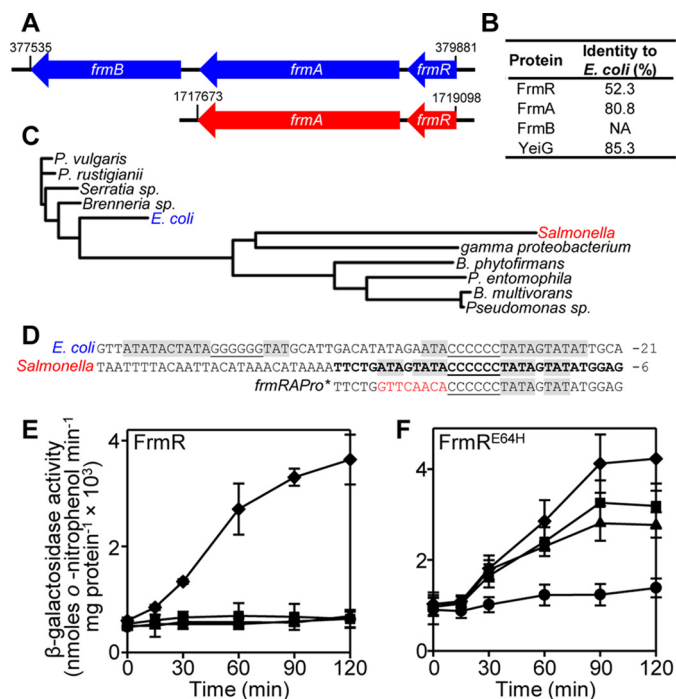 A
377535
379881
frmB
frmA
frmR
1717673
1719098
frmA
frmR
B
Protein Identity to E. coli (%)
FrmR 52.3
FrmA 80.8
FrmB NA
YeiG 85.3
C
P. vulgaris
P. rustigianii
Serratia sp.
Brenneria sp.
E. coli
Salmonella
gamma proteobacterium
B. phytofirmans
P. entomophila
B. multivorans
Pseudomonas sp.
D
E. coli GTTATATACTATAGGGGGGTATGCATTGACATATAGAATACCCCCCTATAGTATATTGCA -21
Salmonella TAATTTTACAATTACATAAACATAAAATTCTGATAGTATACCCCCCTATAGTATATGGAG -6
frmRAPro* TTCTGGTTCAACACCCCCCTATAGTATATGGAG
E FrmR
4
2
0
0 30 60 90 120
Time (min)
β-galactosidase activity
(nmoles o -nitrophenol min-1
mg protein-1 × 103)
F FrmRE64H
4
2
0
0 30 60 90 120
Time (min)